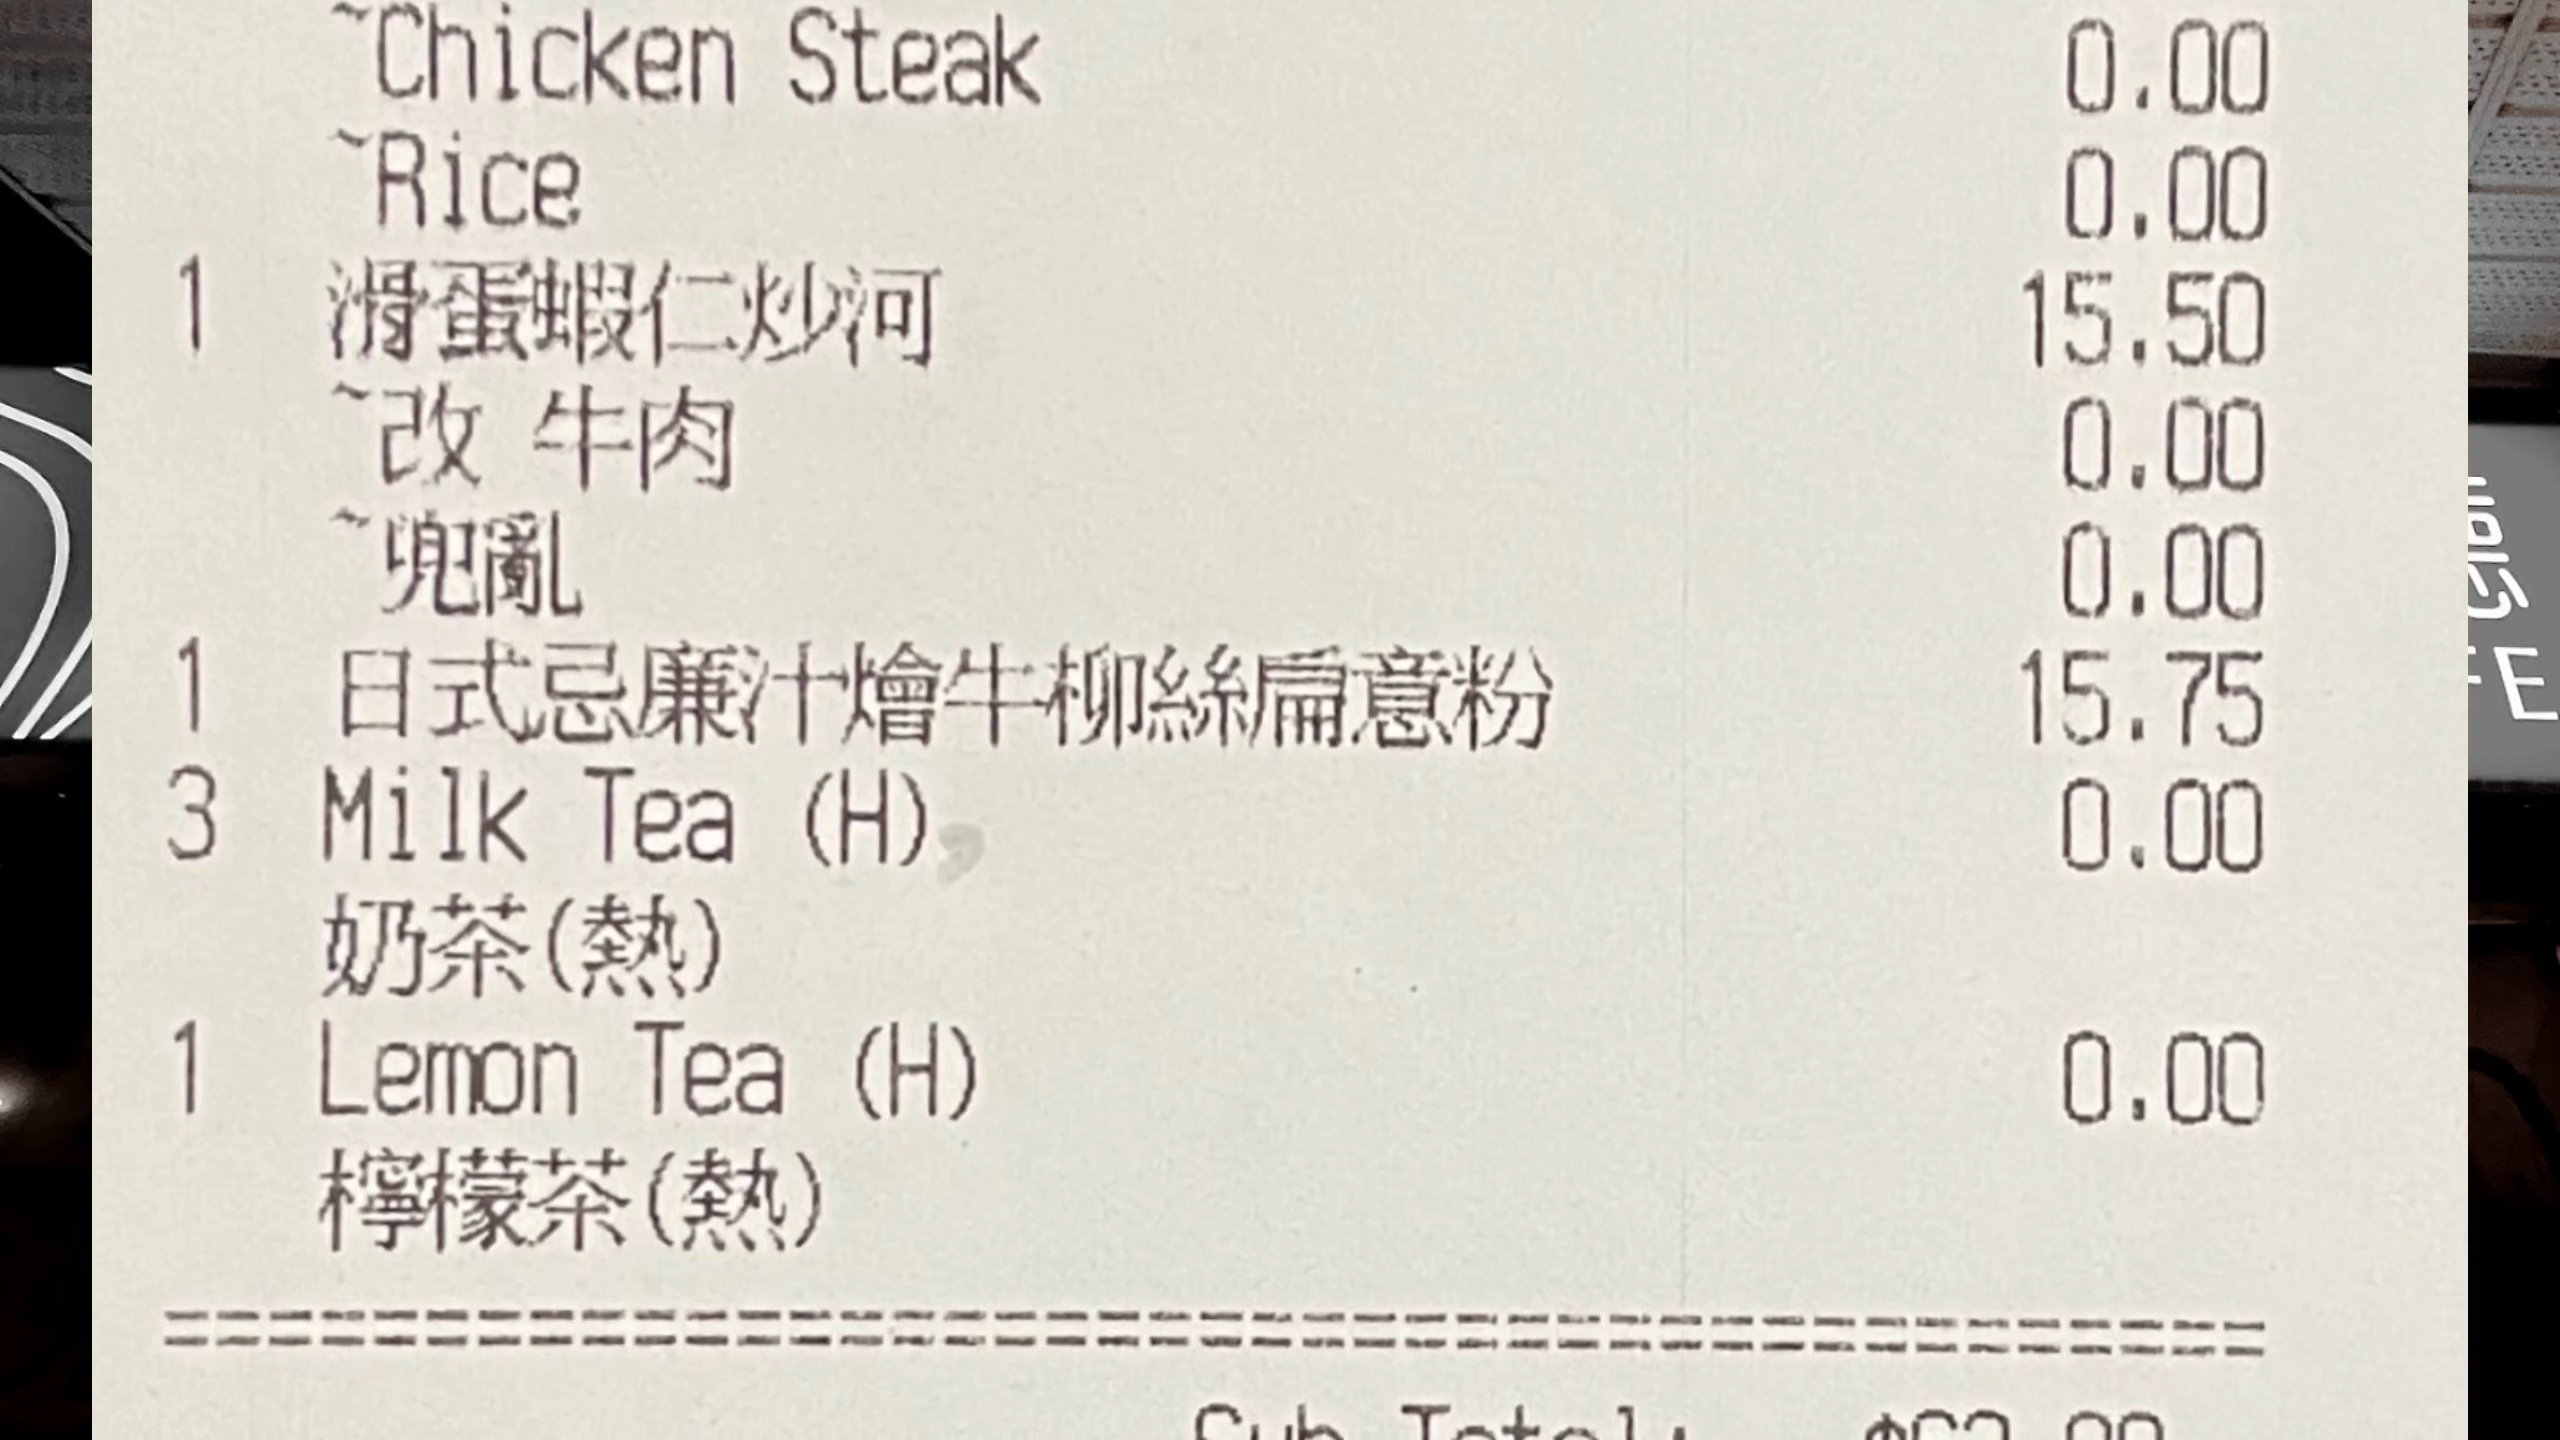 ~Chicken Steak 0.00
~Rice 0.00
1 滑蛋蝦仁炒河 15.50
~改 牛肉 0.00
~兜亂 0.00
1 日式忌廉汁燴牛柳絲扁意粉 15.75
3 Milk Tea (H) 0.00
奶茶(熱)
1 Lemon Tea (H) 0.00
檸檬茶(熱)
================================
Sub Total: